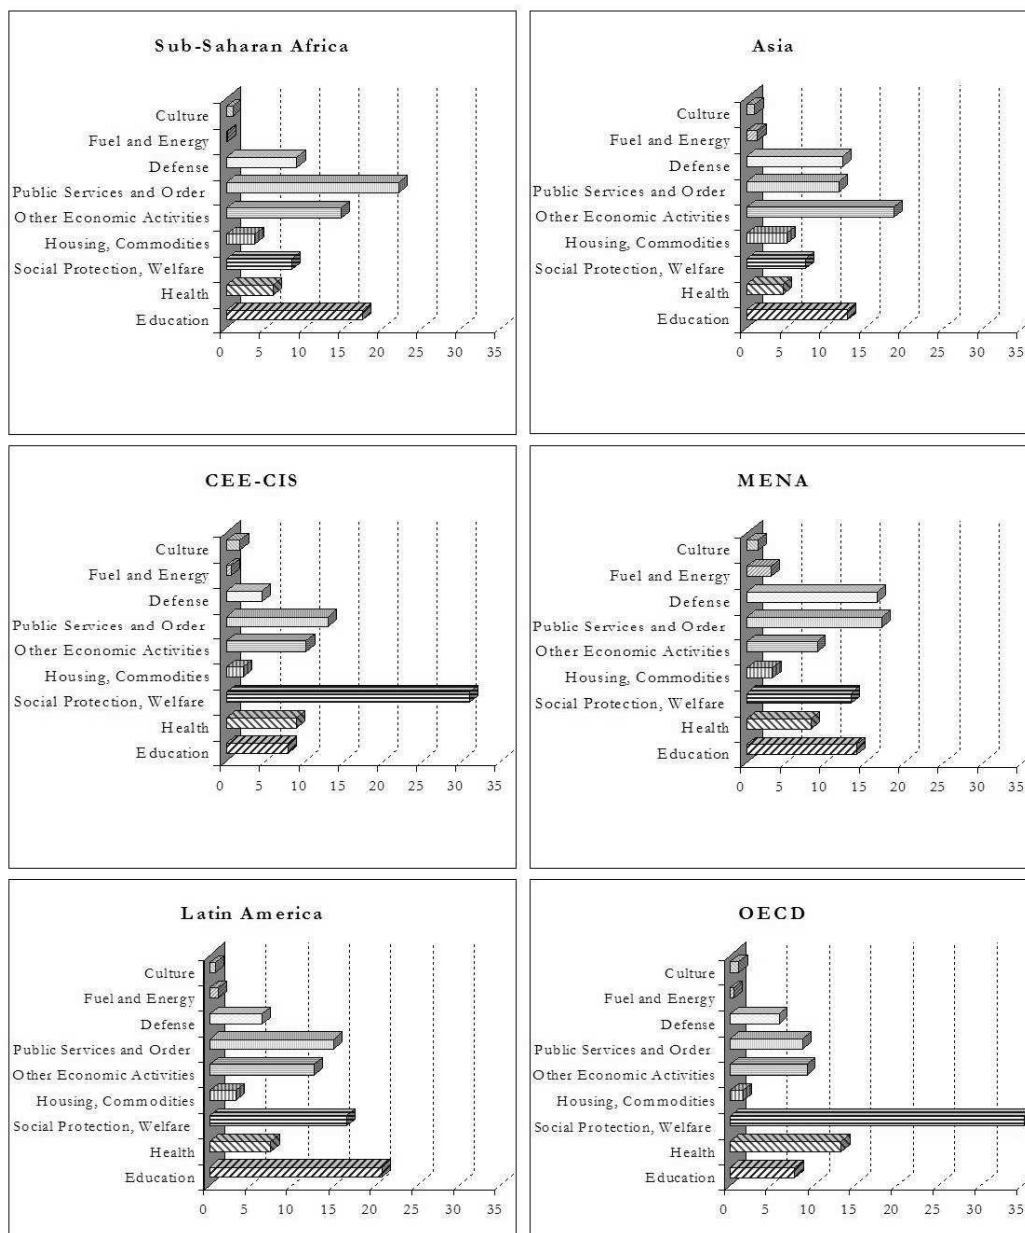 Sub-Saharan Africa
Culture
Fuel and Energy
Defense
Public Services and Order
Other Economic Activities
Housing, Commodities
Social Protection, Welfare
Health
Education
0 5 10 15 20 25 30 35
Asia
Culture
Fuel and Energy
Defense
Public Services and Order
Other Economic Activities
Housing, Commodities
Social Protection, Welfare
Health
Education
0 5 10 15 20 25 30 35
CEE-CIS
Culture
Fuel and Energy
Defense
Public Services and Order
Other Economic Activities
Housing, Commodities
Social Protection, Welfare
Health
Education
0 5 10 15 20 25 30 35
MENA
Culture
Fuel and Energy
Defense
Public Services and Order
Other Economic Activities
Housing, Commodities
Social Protection, Welfare
Health
Education
0 5 10 15 20 25 30 35
Latin America
Culture
Fuel and Energy
Defense
Public Services and Order
Other Economic Activities
Housing, Commodities
Social Protection, Welfare
Health
Education
0 5 10 15 20 25 30 35
OECD
Culture
Fuel and Energy
Defense
Public Services and Order
Other Economic Activities
Housing, Commodities
Social Protection, Welfare
Health
Education
0 5 10 15 20 25 30 35